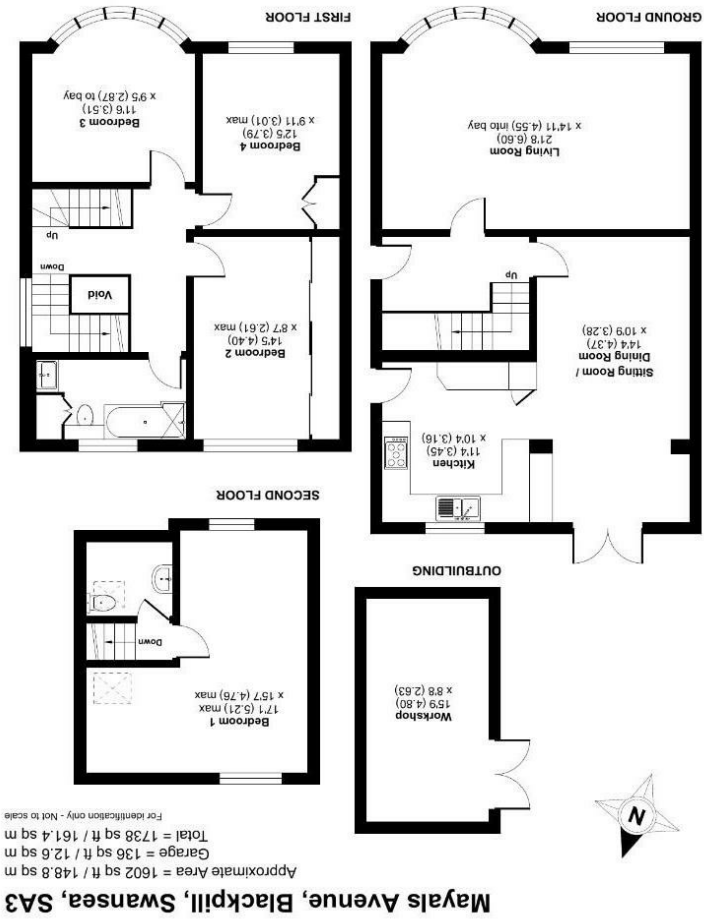 Mayals Avenue, Blackpill, Swansea, SA3
Approximate Area = 1602 sq ft / 148.8 sq m
Garage = 136 sq ft / 12.6 sq m
Total = 1738 sq ft / 161.4 sq m
For identification only - Not to scale
N
Workshop
15'9 (4.80)
x 8'8 (2.63)
OUTBUILDING
Bedroom 1
17'1 (5.21) max
x 15'7 (4.76) max
Down
SECOND FLOOR
Kitchen
11'4 (3.45)
x 10'4 (3.16)
Sitting Room /
Dining Room
14'4 (4.37)
x 10'9 (3.28)
Up
Living Room
21'8 (6.60)
x 14'11 (4.55) into bay
GROUND FLOOR
Bedroom 2
14'5 (4.40)
x 8'7 (2.61) max
Void
Down
Up
Bedroom 4
12'5 (3.79)
x 9'11 (3.01) max
Bedroom 3
11'6 (3.51)
x 9'5 (2.87) to bay
FIRST FLOOR